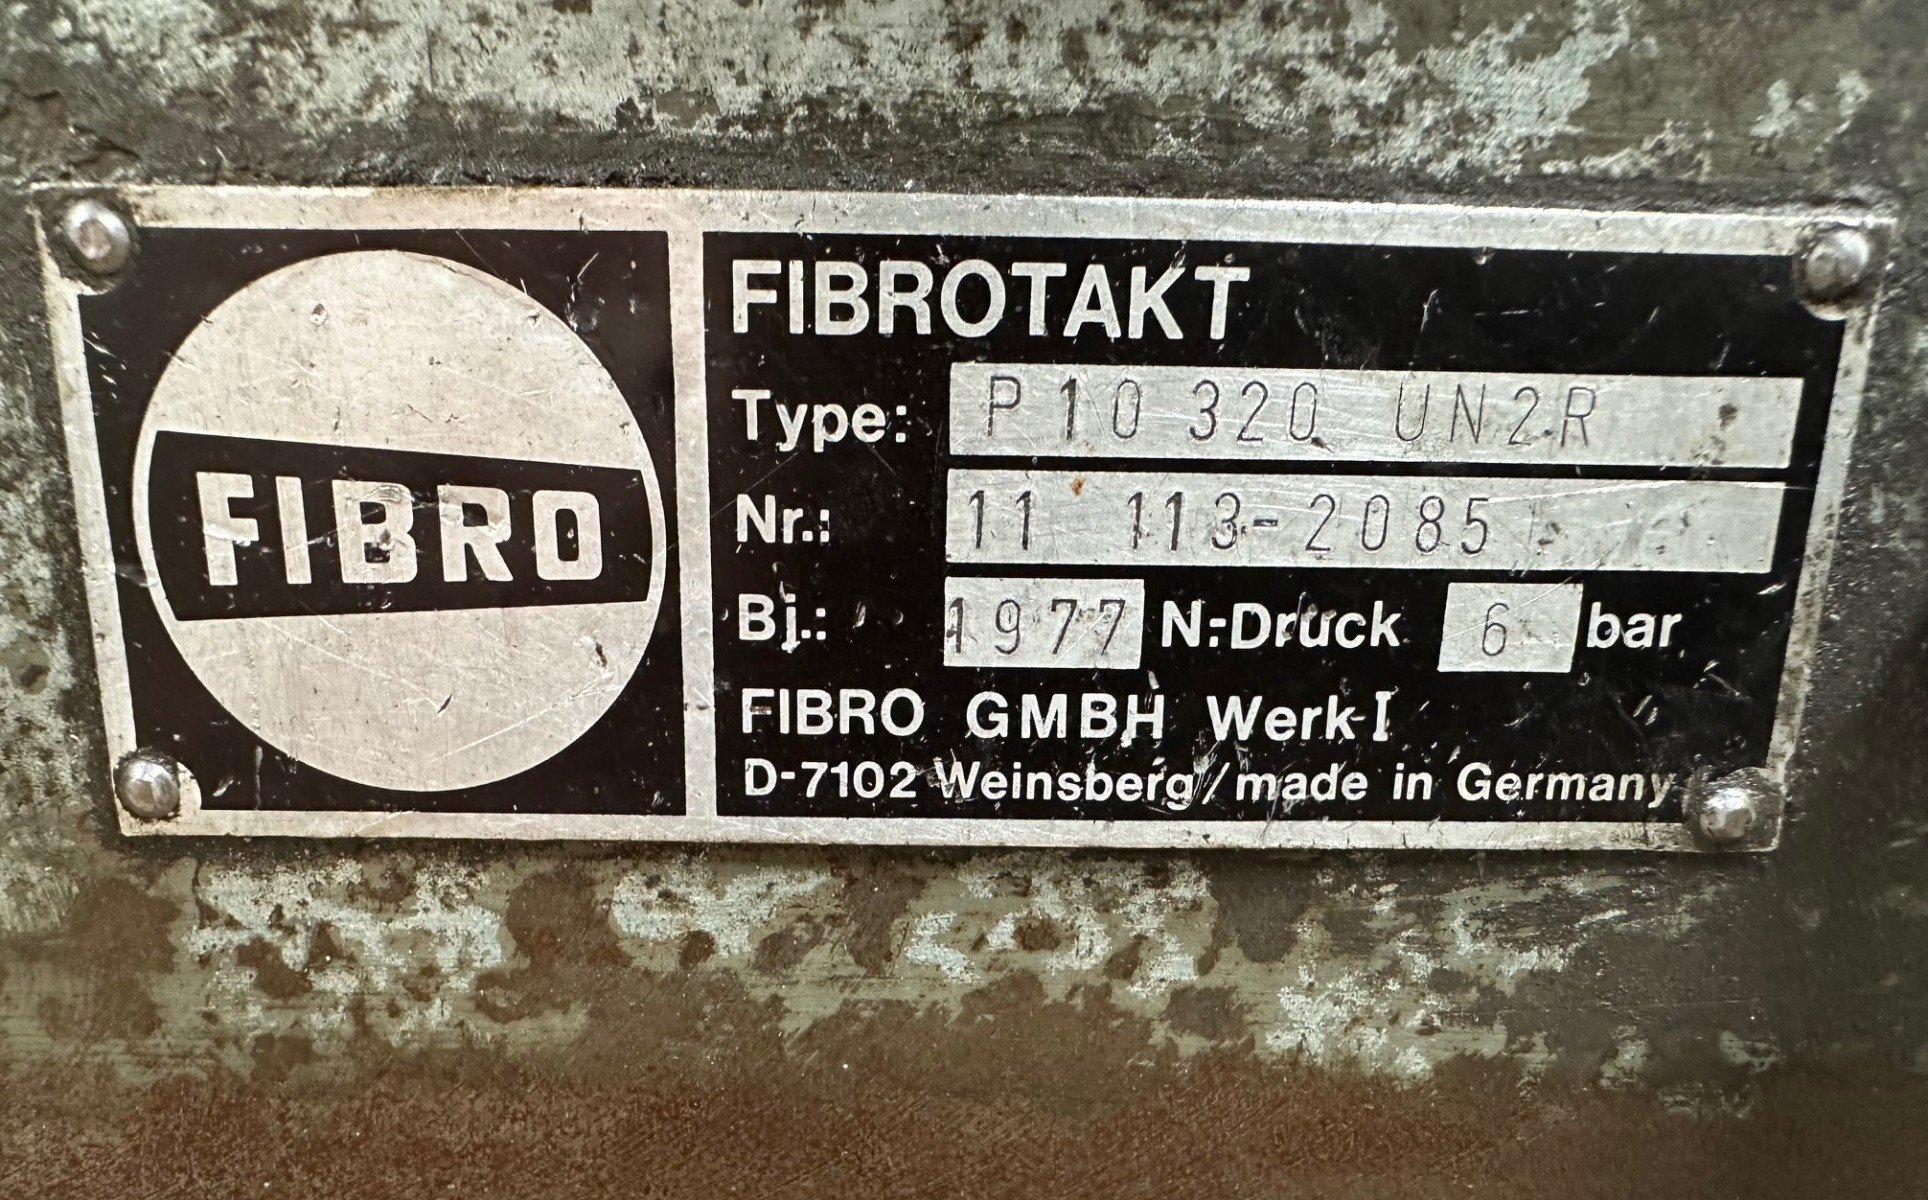 FIBRO
FIBROTAKT
Type: P10 320 UN2R
Nr.: 11 113-2085
Bj.: 1977 N.-Druck 6 bar
FIBRO GMBH Werk-I
D-7102 Weinsberg/made in Germany